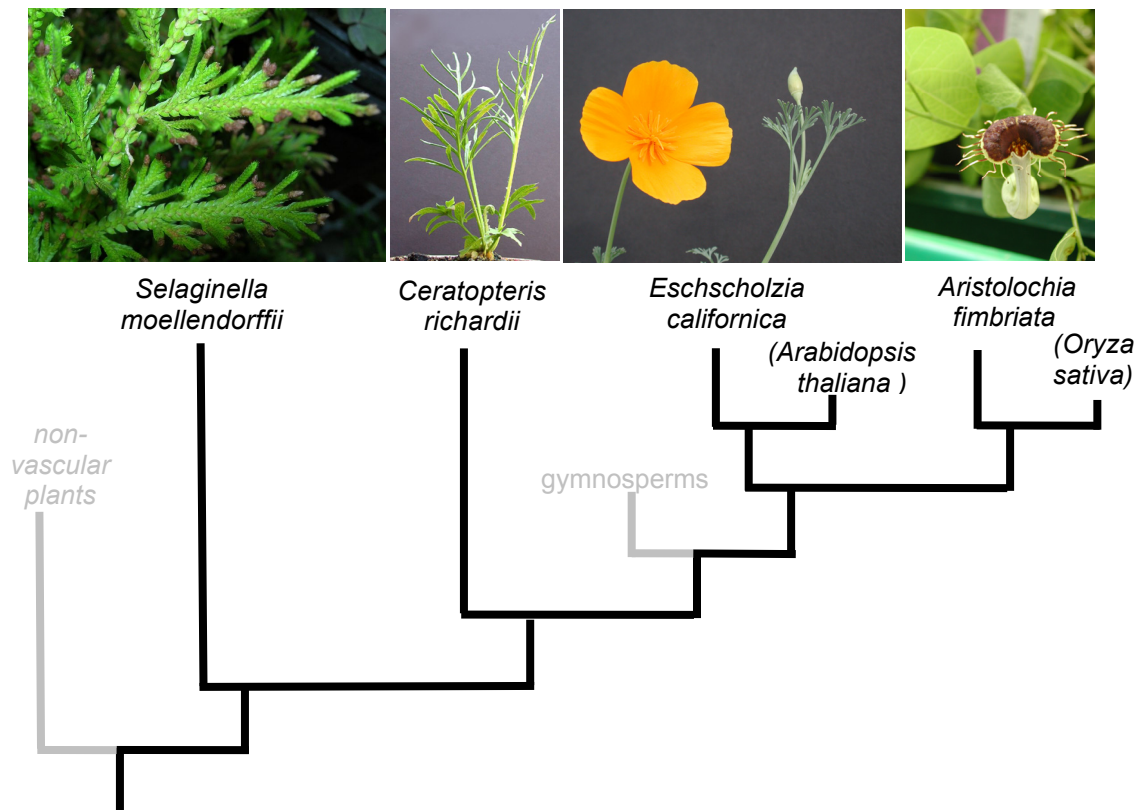 Selaginella
moellendorffii
Ceratopteris
richardii
Eschscholzia
californica
(Arabidopsis
thaliana )
Aristolochia
fimbriata
(Oryza
sativa)
non-
vascular
plants
gymnosperms